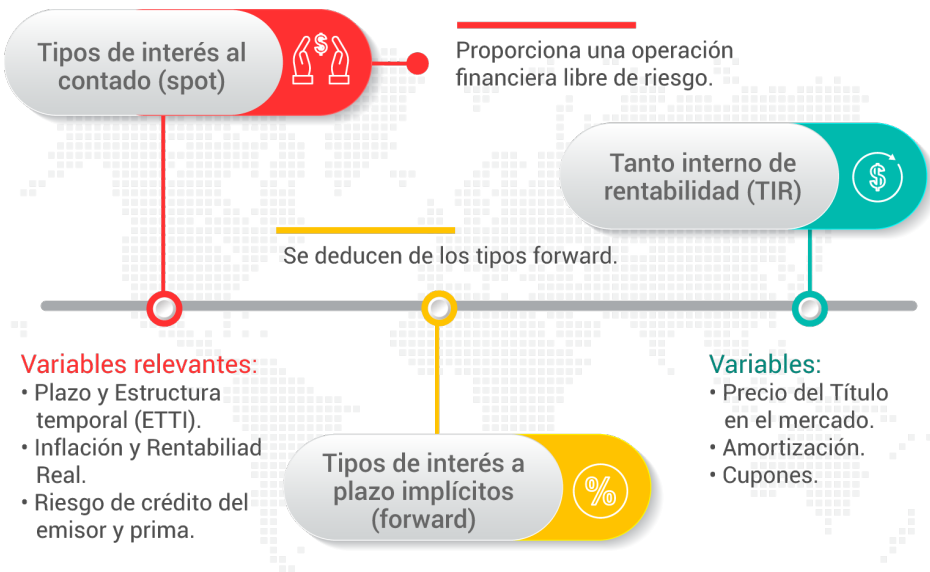 Tipos de interés al
contado (spot)
Proporciona una operación
financiera libre de riesgo.
Tanto interno de
rentabilidad (TIR)
Se deducen de los tipos forward.
Variables relevantes:
• Plazo y Estructura
temporal (ETTI).
• Inflación y Rentabiliad
Real.
• Riesgo de crédito del
emisor y prima.
Tipos de interés a
plazo implícitos
(forward)
%
Variables:
• Precio del Título
en el mercado.
• Amortización.
• Cupones.